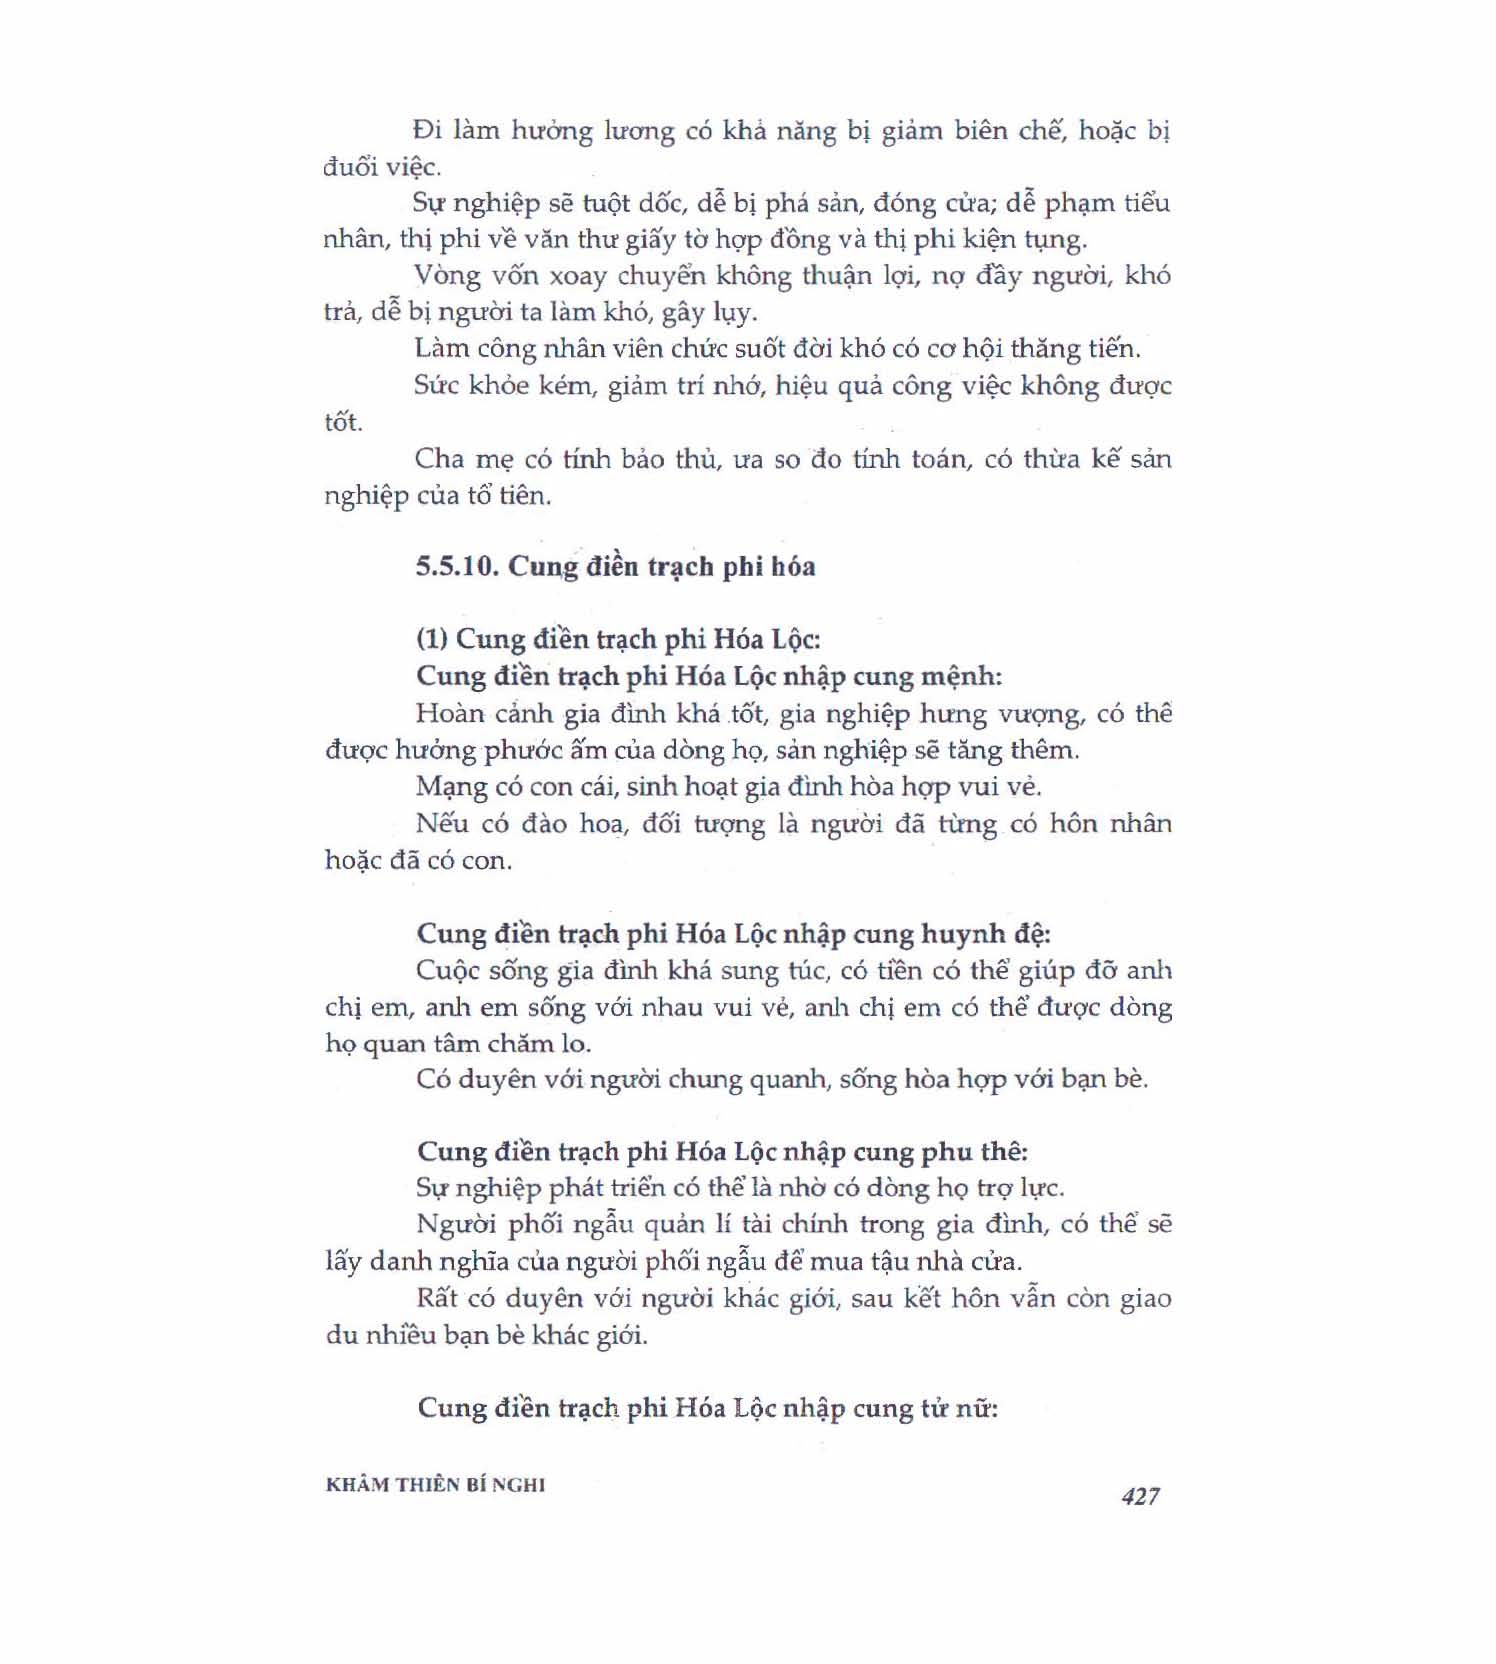 Đi làm hưởng lương có khả năng bị giảm biên chế, hoặc bị
đuổi việc.
Sự nghiệp sẽ tuột dốc, dễ bị phá sản, đóng cửa; dễ phạm tiểu
nhân, thị phi về văn thư giấy tờ hợp đồng và thị phi kiện tụng.
Vòng vốn xoay chuyển không thuận lợi, nợ đầy người, khó
trả, dễ bị người ta làm khó, gây lụy.
Làm công nhân viên chức suốt đời khó có cơ hội thăng tiến.
Sức khỏe kém, giảm trí nhớ, hiệu quả công việc không được
tốt.
Cha mẹ có tính bảo thủ, ưa so đo tính toán, có thừa kế sản
nghiệp của tổ tiên.
5.5.10. Cung điền trạch phi hóa
(1) Cung điền trạch phi Hóa Lộc:
Cung điền trạch phi Hóa Lộc nhập cung mệnh:
Hoàn cảnh gia đình khá tốt, gia nghiệp hưng vượng, có thể
được hưởng phước ấm của dòng họ, sản nghiệp sẽ tăng thêm.
Mạng có con cái, sinh hoạt gia đình hòa hợp vui vẻ.
Nếu có đào hoa, đối tượng là người đã từng có hôn nhân
hoặc đã có con.
Cung điền trạch phi Hóa Lộc nhập cung huynh đệ:
Cuộc sống gia đình khá sung túc, có tiền có thể giúp đỡ anh
chị em, anh em sống với nhau vui vẻ, anh chị em có thể được dòng
họ quan tâm chăm lo.
Có duyên với người chung quanh, sống hòa hợp với bạn bè.
Cung điền trạch phi Hóa Lộc nhập cung phu thê:
Sự nghiệp phát triển có thể là nhờ có dòng họ trợ lực.
Người phối ngẫu quản lí tài chính trong gia đình, có thể sẽ
lấy danh nghĩa của người phối ngẫu để mua tậu nhà cửa.
Rất có duyên với người khác giới, sau kết hôn vẫn còn giao
du nhiều bạn bè khác giới.
Cung điền trạch phi Hóa Lộc nhập cung tử nữ:
KHÂM THIÊN BÍ NGHI
427